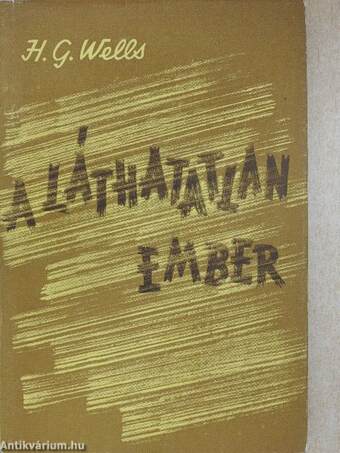 H. G. Wells
A LÁTHATATLAN
EMBER
Antikvárium.hu